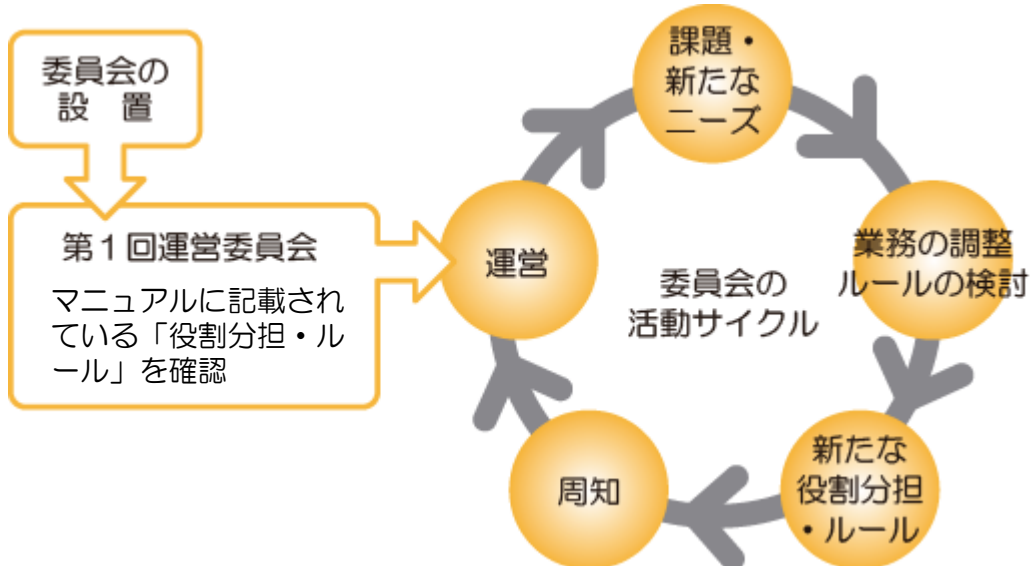 委員会の
設　置
第１回運営委員会
マニュアルに記載され
ている「役割分担・ル
ール」を確認
運営
課題・
新たな
ニーズ
業務の調整
ルールの検討
新たな
役割分担
・ルール
周知
委員会の
活動サイクル